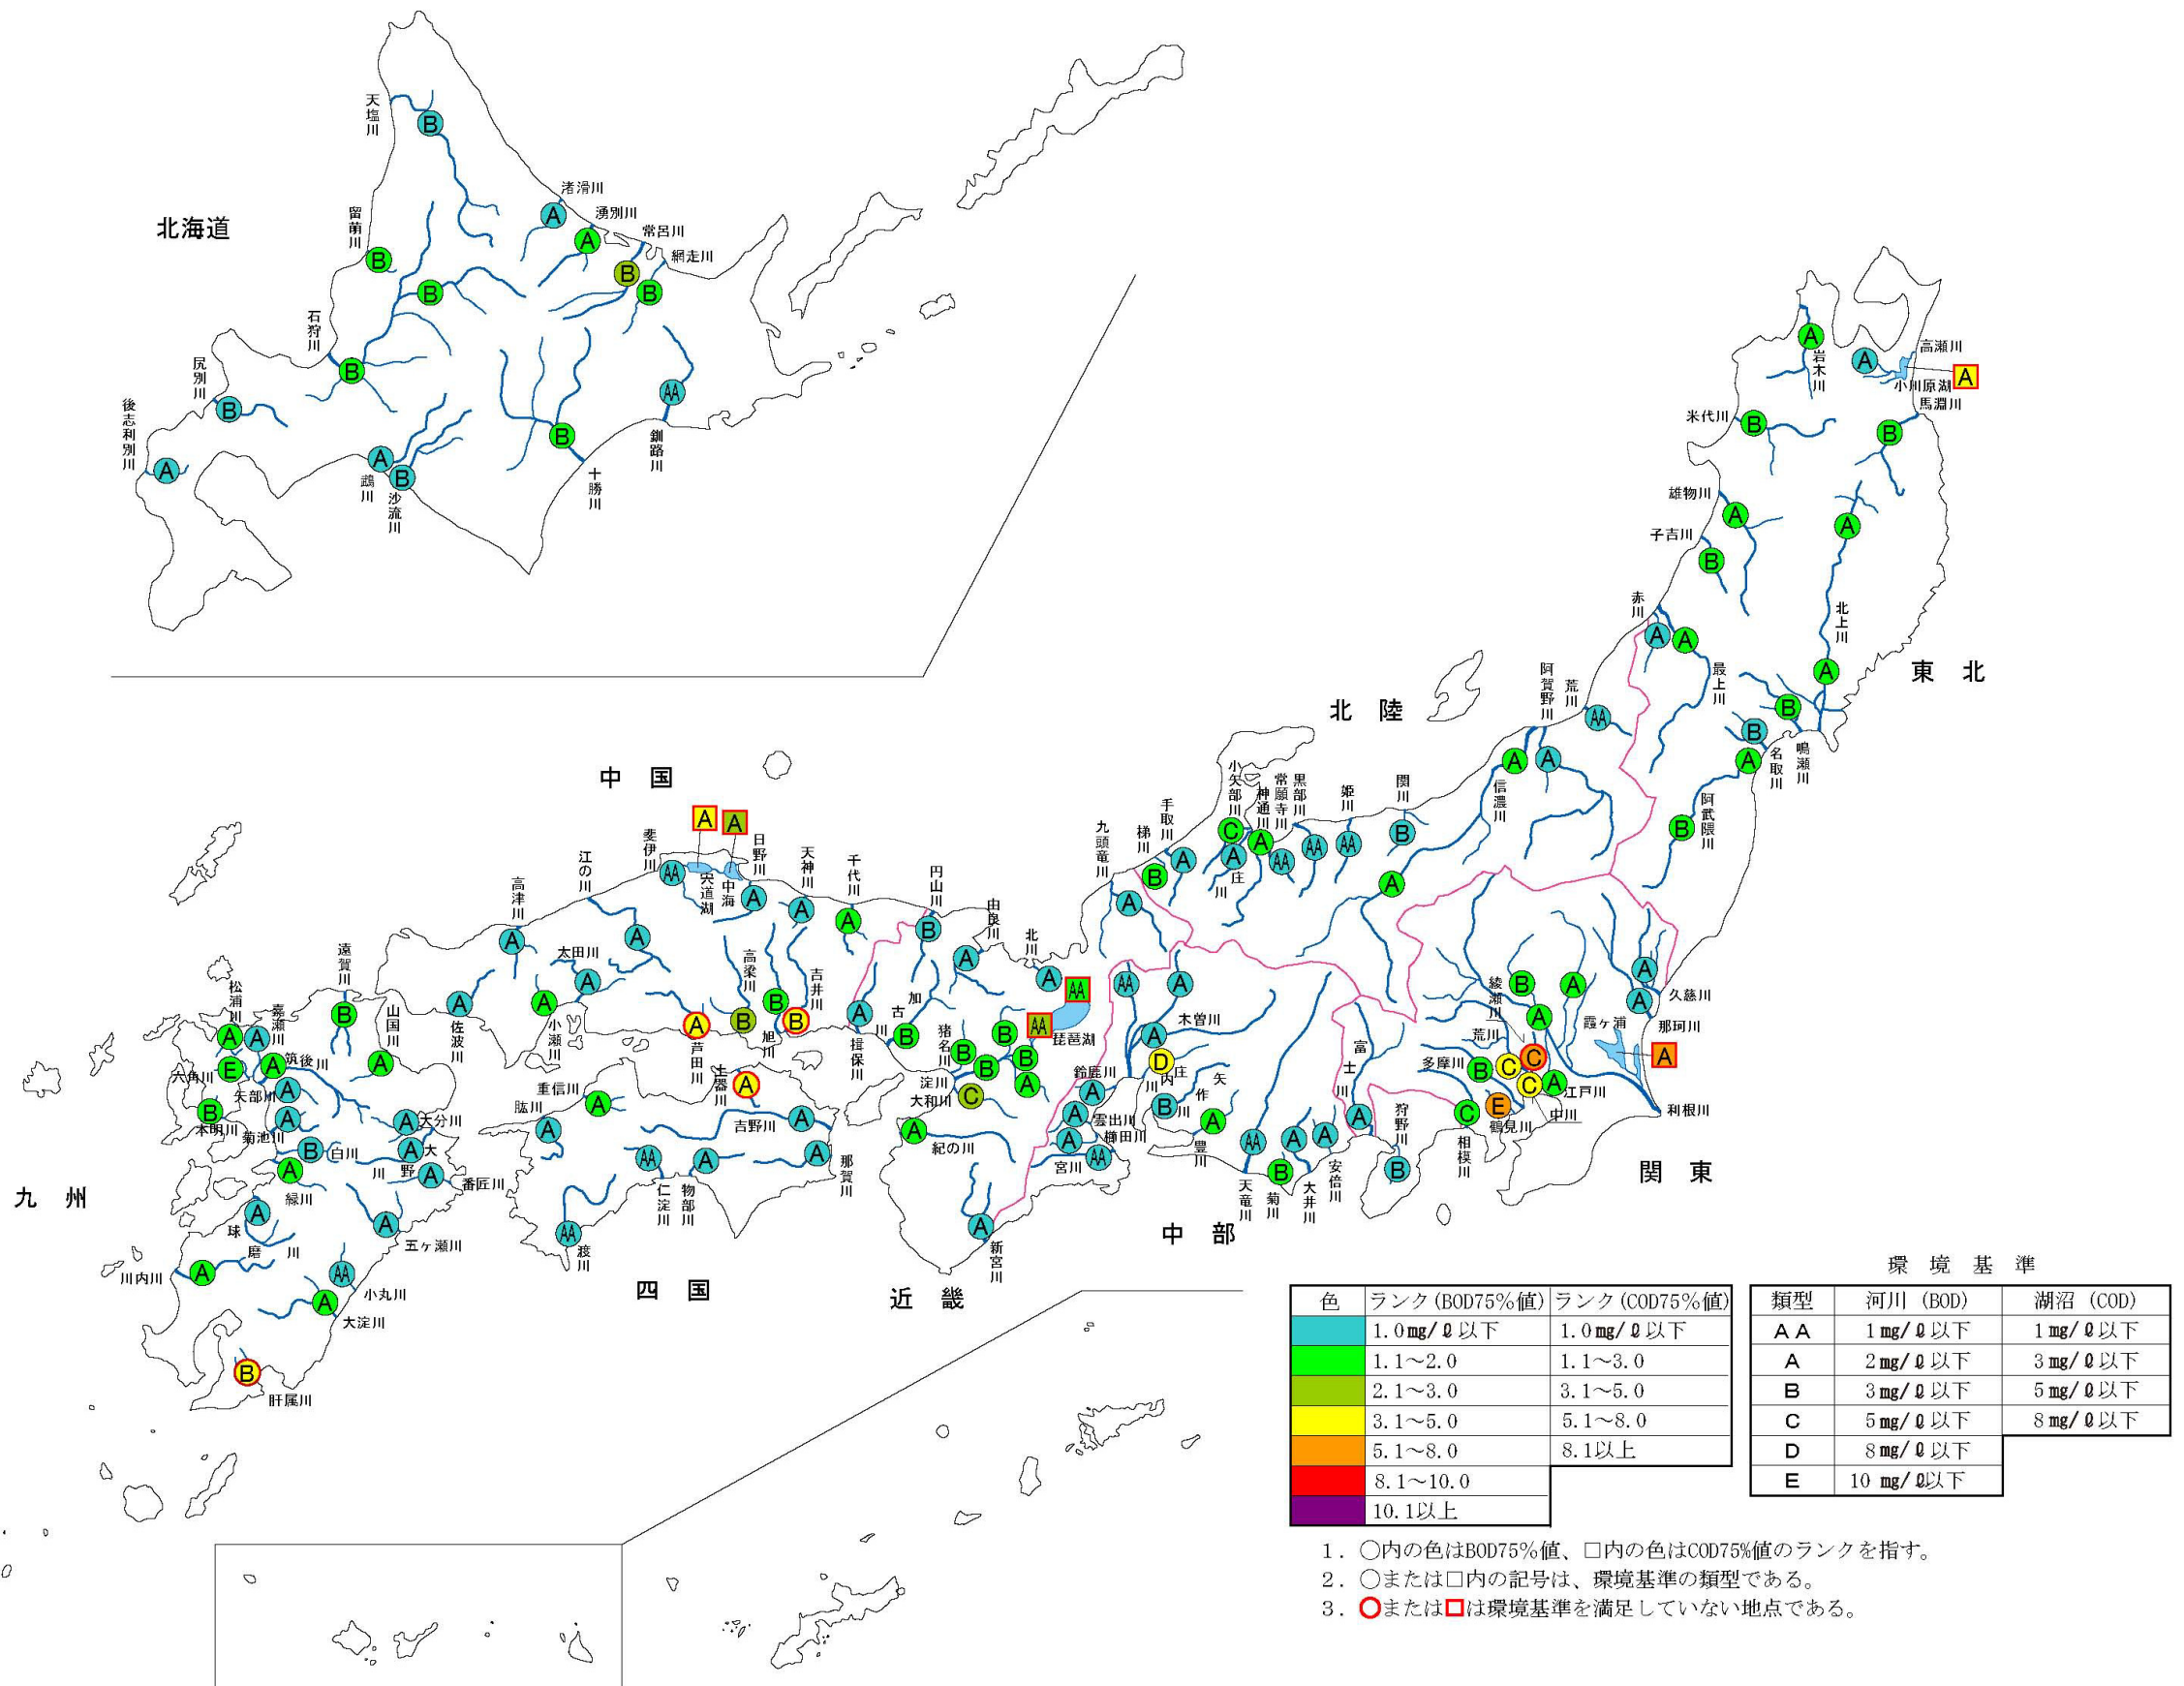 北海道
天塩川
B
渚滑川
A
湧別川
A
常呂川
B
網走川
B
留萌川
B
B
石狩川
B
尻別川
B
後志利別川
A
鵡川
A
沙流川
B
十勝川
B
釧路川
AA
東 北
岩木川
A
高瀬川
A
小川原湖
A
馬淵川
B
米代川
B
雄物川
A
子吉川
B
北上川
A
A
赤川
A
最上川
A
鳴瀬川
B
名取川
B
阿武隈川
A
B
北 陸
荒川
AA
阿賀野川
A
信濃川
A
A
関川
B
姫川
AA
黒部川
AA
常願寺川
AA
神通川
A
小矢部川
C
庄川
A
手取川
A
梯川
B
関 東
久慈川
A
那珂川
A
霞ヶ浦
A
利根川
A
A
江戸川
A
綾瀬川
C
B
中川
C
荒川
C
多摩川
B
鶴見川
E
相模川
C
中 部
狩野川
B
富士川
A
安倍川
A
大井川
A
菊川
B
天竜川
AA
豊川
A
矢作川
B
庄内川
D
木曽川
A
A
AA
鈴鹿川
A
雲出川
A
櫛田川
A
宮川
AA
近 畿
九頭竜川
A
北川
A
由良川
A
円山川
B
琵琶湖
AA
AA
淀川
B
B
B
A
猪名川
B
大和川
C
加古川
B
揖保川
A
紀の川
A
新宮川
A
中 国
千代川
A
天神川
A
日野川
A
中海
A
宍道湖
A
斐伊川
AA
江の川
A
高津川
A
吉井川
B
旭川
B
高梁川
B
芦田川
A
太田川
A
小瀬川
A
佐波川
A
四 国
土器川
A
重信川
A
肱川
A
吉野川
A
那賀川
A
物部川
A
仁淀川
AA
渡川
AA
九 州
遠賀川
B
山国川
A
松浦川
A
嘉瀬川
A
六角川
E
筑後川
A
矢部川
A
本明川
B
菊池川
A
白川
B
緑川
A
大分川
A
大野川
A
番匠川
A
五ヶ瀬川
A
球磨川
A
川内川
A
小丸川
AA
大淀川
A
肝属川
B
色 ランク(BOD75%値) ランク(COD75%値)
1.0㎎/ℓ以下 1.0㎎/ℓ以下
1.1～2.0 1.1～3.0
2.1～3.0 3.1～5.0
3.1～5.0 5.1～8.0
5.1～8.0 8.1以上
8.1～10.0
10.1以上
環 境 基 準
類型 河川 (BOD) 湖沼 (COD)
AA 1㎎/ℓ以下 1㎎/ℓ以下
A 2㎎/ℓ以下 3㎎/ℓ以下
B 3㎎/ℓ以下 5㎎/ℓ以下
C 5㎎/ℓ以下 8㎎/ℓ以下
D 8㎎/ℓ以下
E 10 ㎎/ℓ以下
1．○内の色はBOD75%値、□内の色はCOD75%値のランクを指す。
2．○または□内の記号は、環境基準の類型である。
3．○または□は環境基準を満足していない地点である。